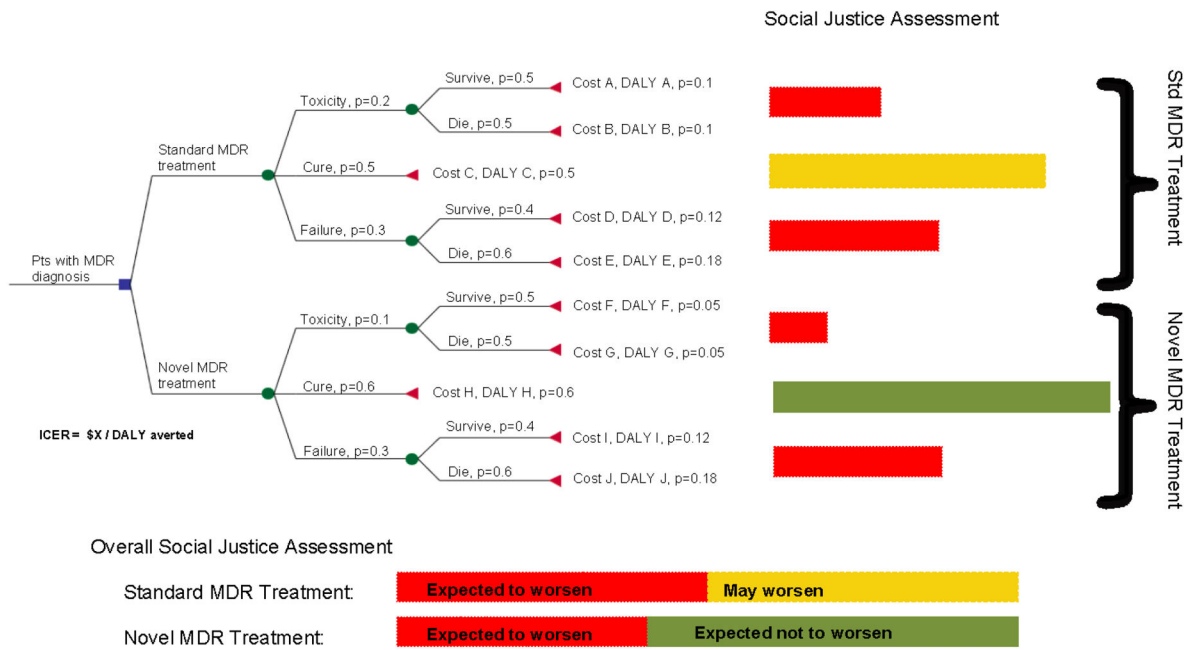 Social Justice Assessment
Survive, p=0.5
Cost A, DALY A, p=0.1
Toxicity, p=0.2
Die, p=0.5
Cost B, DALY B, p=0.1
Standard MDR
treatment
Cure, p=0.5
Cost C, DALY C, p=0.5
Survive, p=0.4
Cost D, DALY D, p=0.12
Failure, p=0.3
Die, p=0.6
Cost E, DALY E, p=0.18
Std MDR
Treatment
Pts with MDR
diagnosis
Survive, p=0.5
Cost F, DALY F, p=0.05
Toxicity, p=0.1
Die, p=0.5
Cost G, DALY G, p=0.05
Novel MDR
treatment
Cure, p=0.6
Cost H, DALY H, p=0.6
Survive, p=0.4
Cost I, DALY I, p=0.12
Failure, p=0.3
Die, p=0.6
Cost J, DALY J, p=0.18
Novel MDR Treatment
ICER= $X / DALY averted
Overall Social Justice Assessment
Standard MDR Treatment:
Expected to worsen
May worsen
Novel MDR Treatment:
Expected to worsen
Expected not to worsen